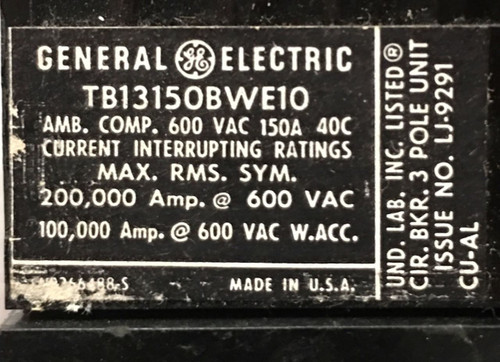 GENERAL GE ELECTRIC
TB13150BWE10
AMB. COMP. 600 VAC 150A 40C
CURRENT INTERRUPTING RATINGS
MAX. RMS. SYM.
200,000 Amp. @ 600 VAC
100,000 Amp. @ 600 VAC W.ACC.
MADE IN U.S.A.
UND. LAB. INC. LISTED®
CIR. BKR. 3 POLE UNIT
ISSUE NO. LJ-9291
CU-AL